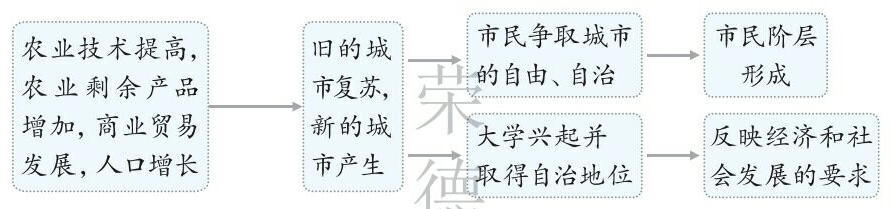 农业技术提高,
农业剩余产品
增加,商业贸易
发展,人口增长
旧的城
市复苏,
新的城
市产生
市民争取城市
的自由、自治
市民阶层
形成
大学兴起并
取得自治地位
反映经济和社
会发展的要求
荣
德